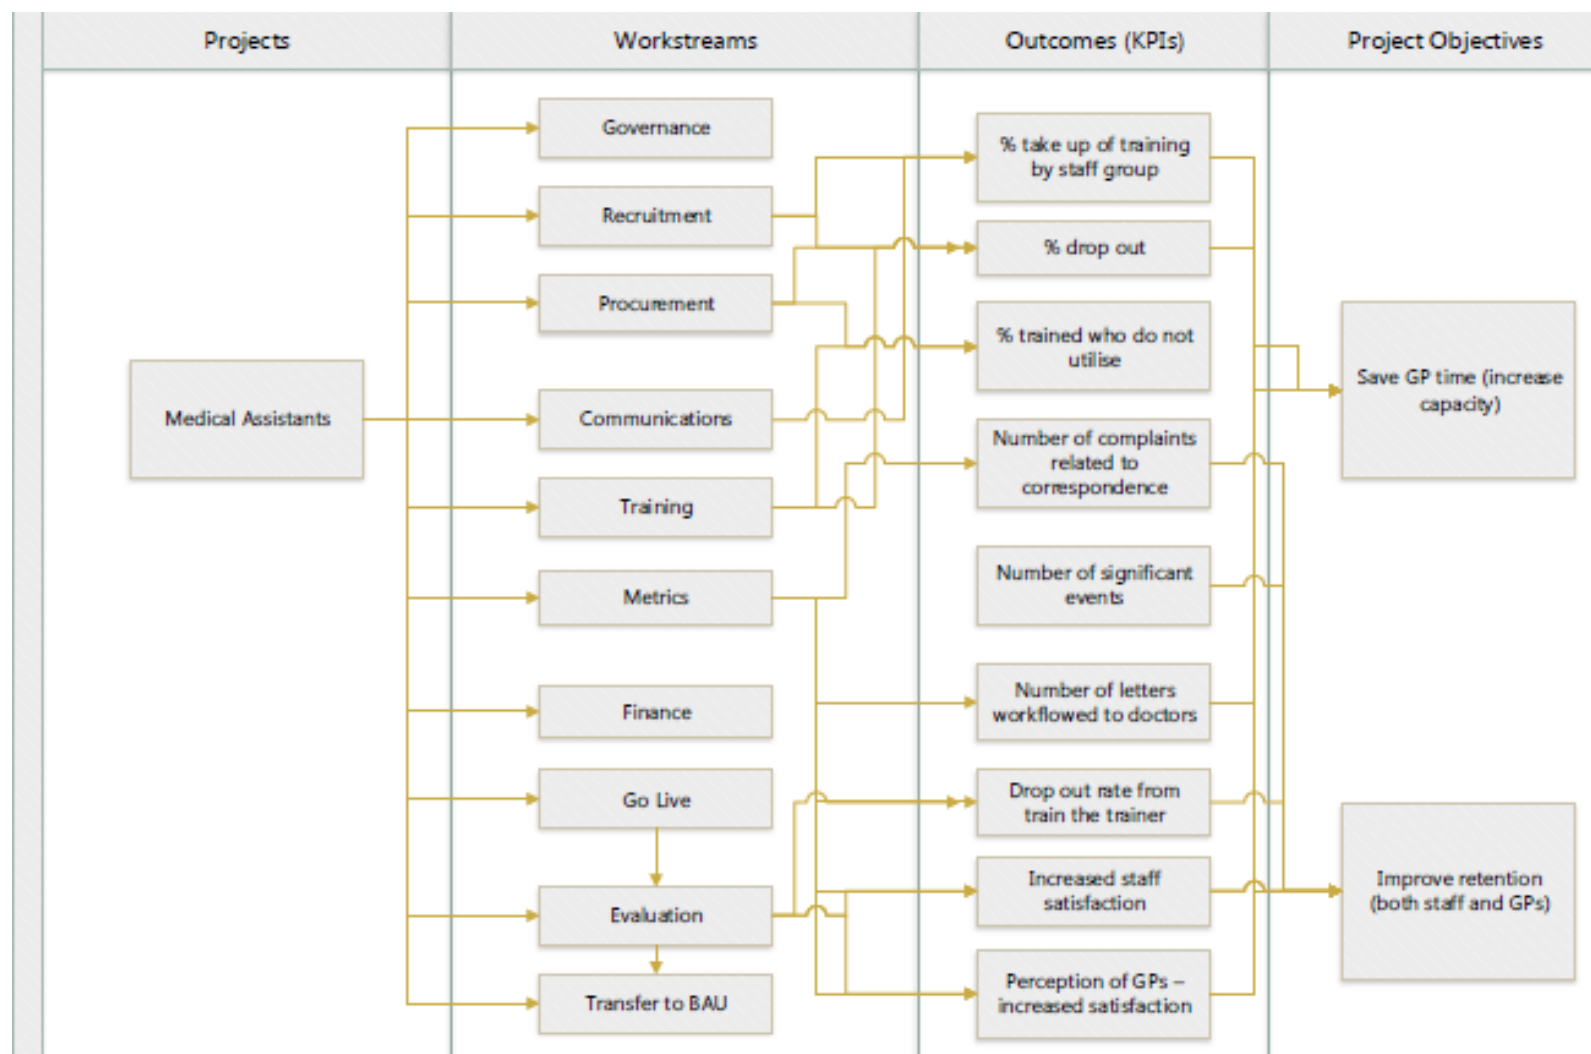 Projects
Workstreams
Outcomes (KPIs)
Project Objectives
Medical Assistants
Governance
Recruitment
Procurement
Communications
Training
Metrics
Finance
Go Live
Evaluation
Transfer to BAU
% take up of training
by staff group
% drop out
% trained who do not
utilise
Number of complaints
related to
correspondence
Number of significant
events
Number of letters
workflowed to doctors
Drop out rate from
train the trainer
Increased staff
satisfaction
Perception of GPs –
increased satisfaction
Save GP time (increase
capacity)
Improve retention
(both staff and GPs)